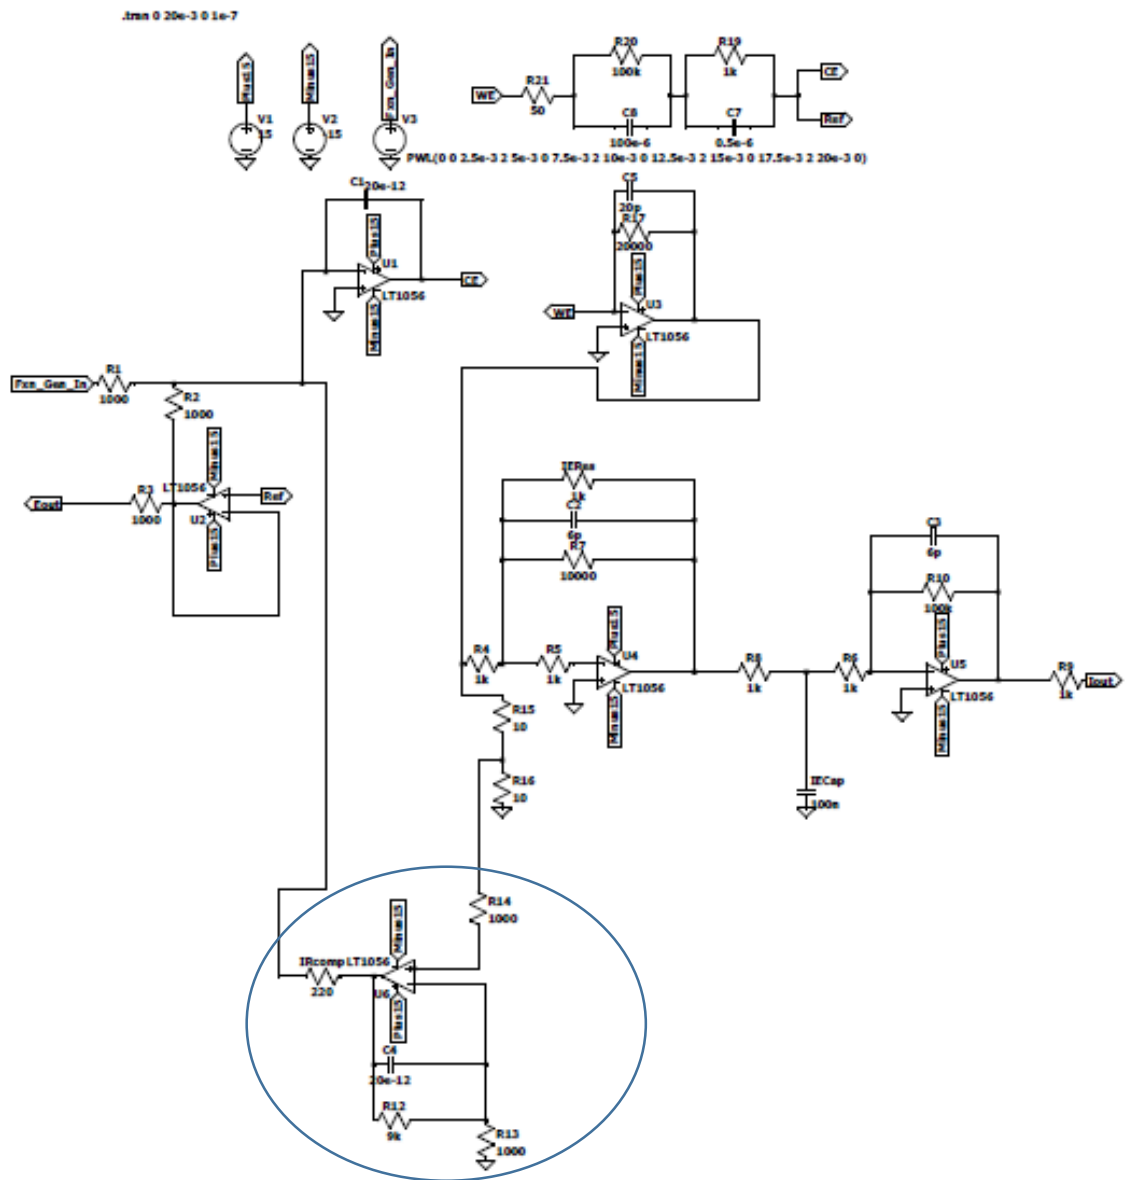 .tran 0 20e-3 0 1e-7
Plus15
V1
15
Minus15
V2
-15
Fxn_Gen_In
V3
PWL(0 0 2.5e-3 2 5e-3 0 7.5e-3 2 10e-3 0 12.5e-3 2 15e-3 0 17.5e-3 2 20e-3 0)
WE
R21
50
R20
100k
100e-6
R19
1k
C7
0.5e-6
CE
Ref
C1
20e-12
Plus15
U1
LT1056
Minus15
CE
C5
20p
R17
20000
Plus15
WE
U3
LT1056
Minus15
Fxn_Gen_In
R1
1000
R2
1000
Minus15
LT1056
Ref
Eout
R3
1000
U2
Plus15
1k
C2
6p
R7
10000
C3
6p
R10
100k
R4
1k
R5
1k
Plus15
U4
LT1056
Minus15
R8
1k
R6
1k
Plus15
U5
LT1056
Minus15
R9
1k
Iout
R15
10
R16
10
IECap
100n
R14
1000
Minus15
IRcomp
LT1056
220
U6
Plus15
C4
20e-12
R12
9k
R13
1000